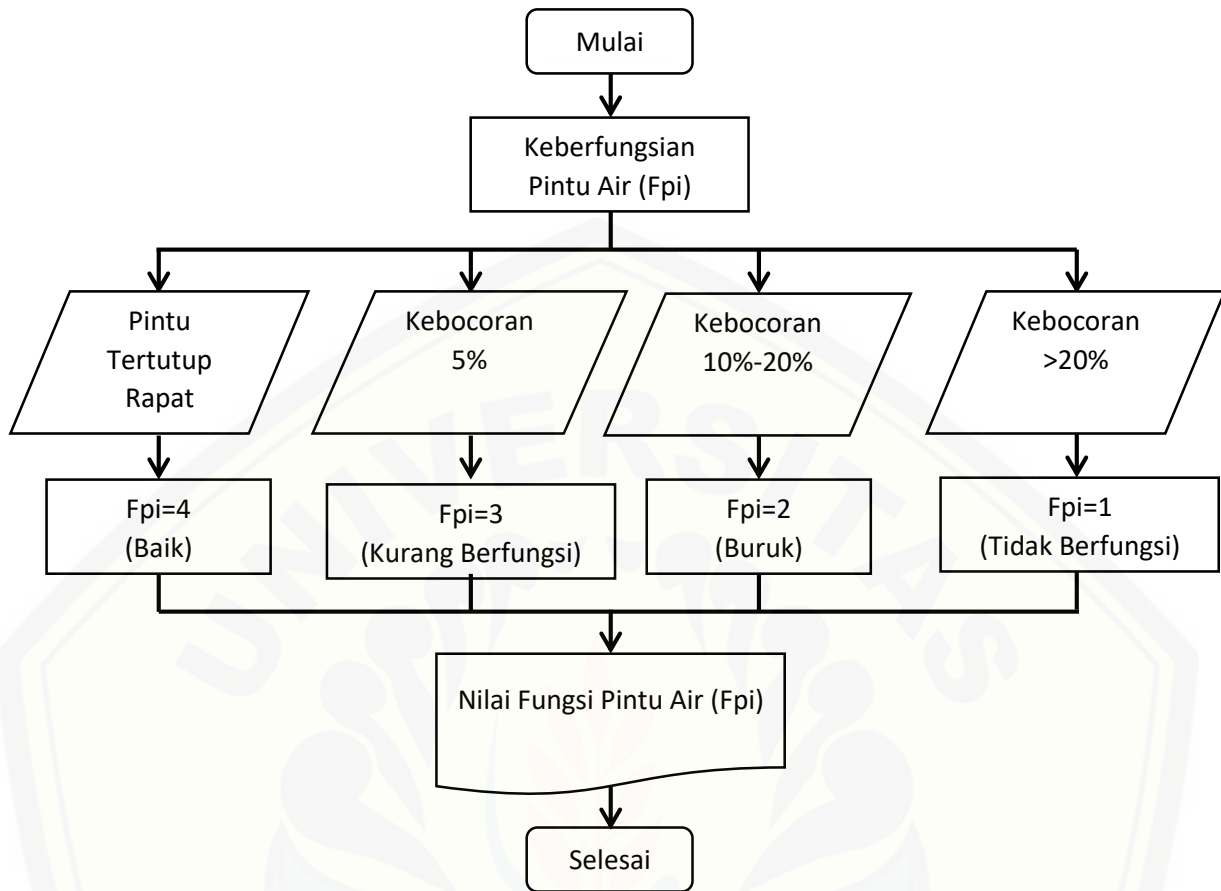 Mulai
Keberfungsian
Pintu Air (Fpi)
Pintu
Tertutup
Rapat
Kebocoran
5%
Kebocoran
10%-20%
Kebocoran
>20%
Fpi=4
(Baik)
Fpi=3
(Kurang Berfungsi)
Fpi=2
(Buruk)
Fpi=1
(Tidak Berfungsi)
Nilai Fungsi Pintu Air (Fpi)
Selesai
UNIVERSITAS